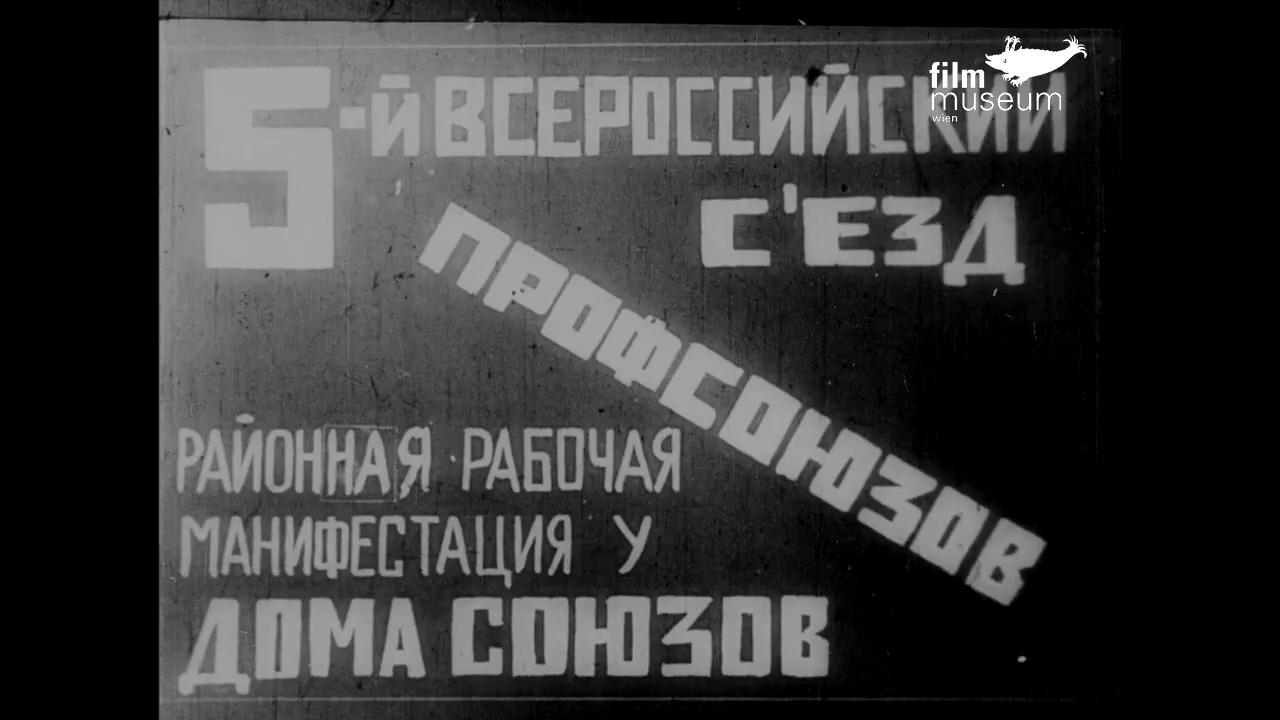 5-й ВСЕРОССИЙСКИЙ
С'ЕЗД
ПРОФСОЮЗОВ
РАЙОННАЯ РАБОЧАЯ
МАНИФЕСТАЦИЯ У
ДОМА СОЮЗОВ
film
museum
wien